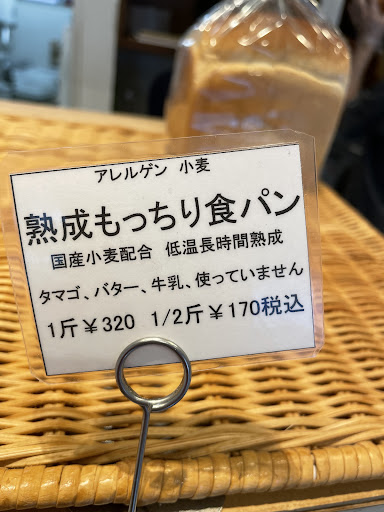 アレルゲン 小麦
熟成もっちり食パン
国産小麦配合 低温長時間熟成
タマゴ、バター、牛乳、使っていません
1斤¥320 1/2斤¥170税込